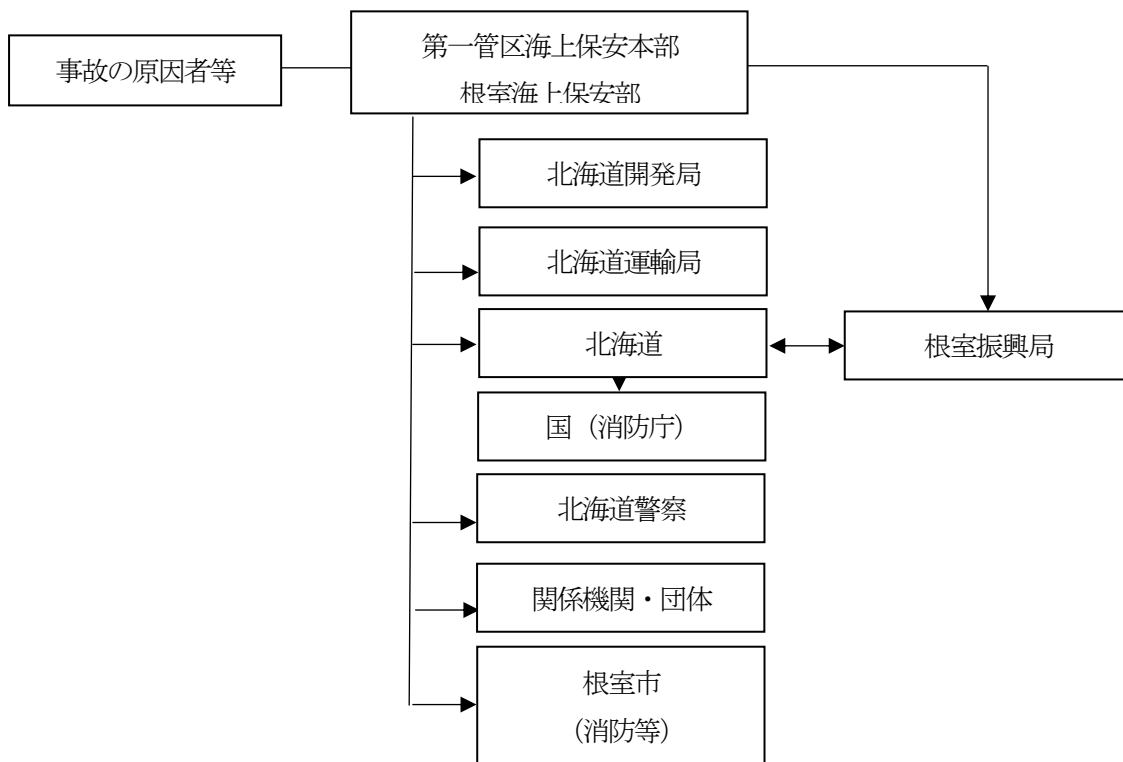 事故の原因者等
第一管区海上保安本部
根室海上保安部
北海道開発局
北海道運輸局
北海道
根室振興局
国（消防庁）
北海道警察
関係機関・団体
根室市
（消防等）